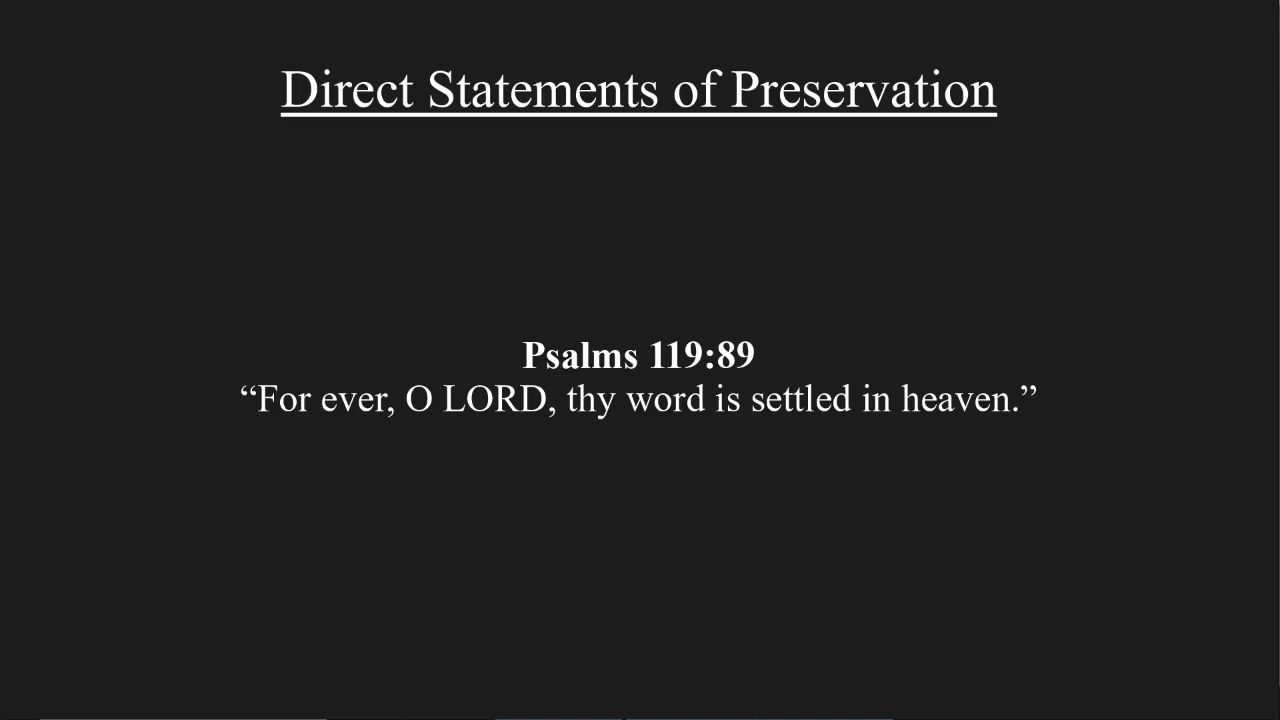 Direct Statements of Preservation
Psalms 119:89
“For ever, O LORD, thy word is settled in heaven.”